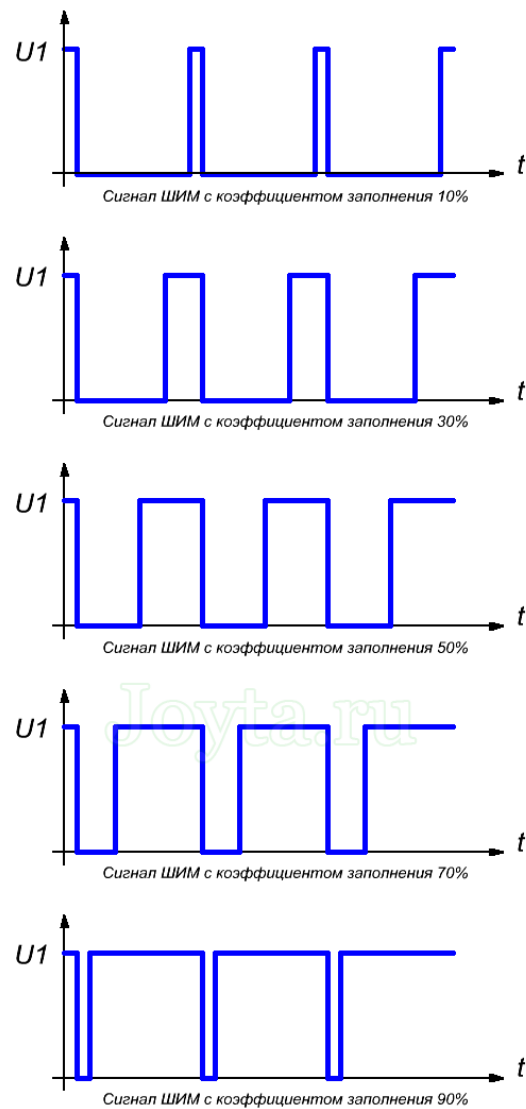 U1
t
Сигнал ШИМ с коэффициентом заполнения 10%
U1
t
Сигнал ШИМ с коэффициентом заполнения 30%
U1
t
Сигнал ШИМ с коэффициентом заполнения 50%
Joyta.ru
U1
t
Сигнал ШИМ с коэффициентом заполнения 70%
U1
t
Сигнал ШИМ с коэффициентом заполнения 90%